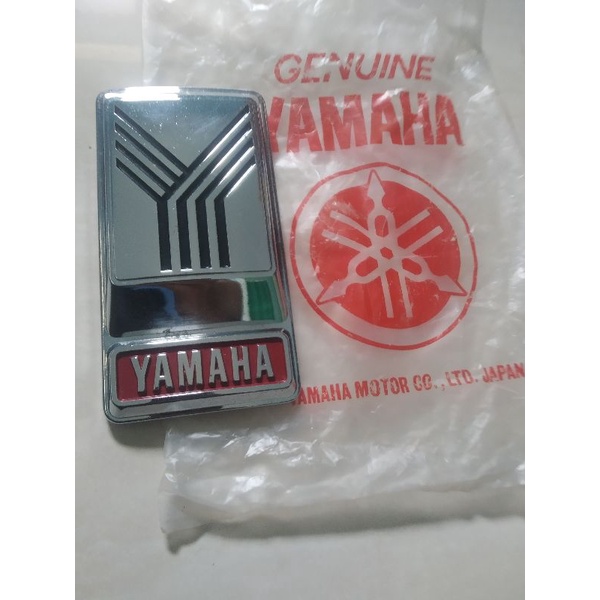 GENUINE
YAMAHA
YAMAHA
YAMAHA MOTOR CO., LTD. JAPAN